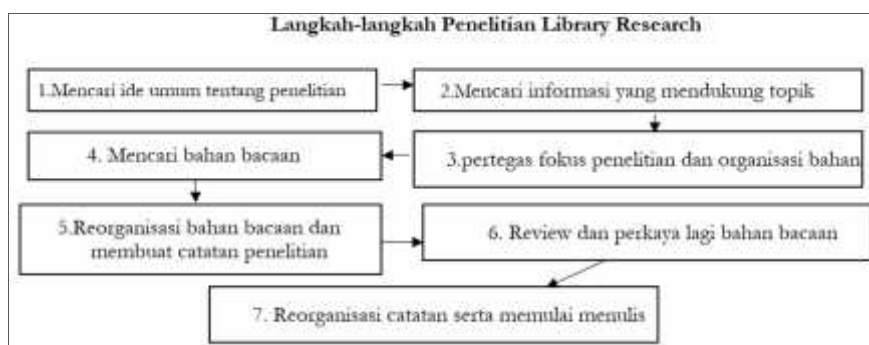 Langkah-langkah Penelitian Library Research
1.Mencari ide umum tentang penelitian
2.Mencari informasi yang mendukung topik
3.pertegas fokus penelitian dan organisasi bahan
4. Mencari bahan bacaan
5.Reorganisasi bahan bacaan dan
membuat catatan penelitian
6. Review dan perkaya lagi bahan bacaan
7. Reorganisasi catatan serta memulai menulis